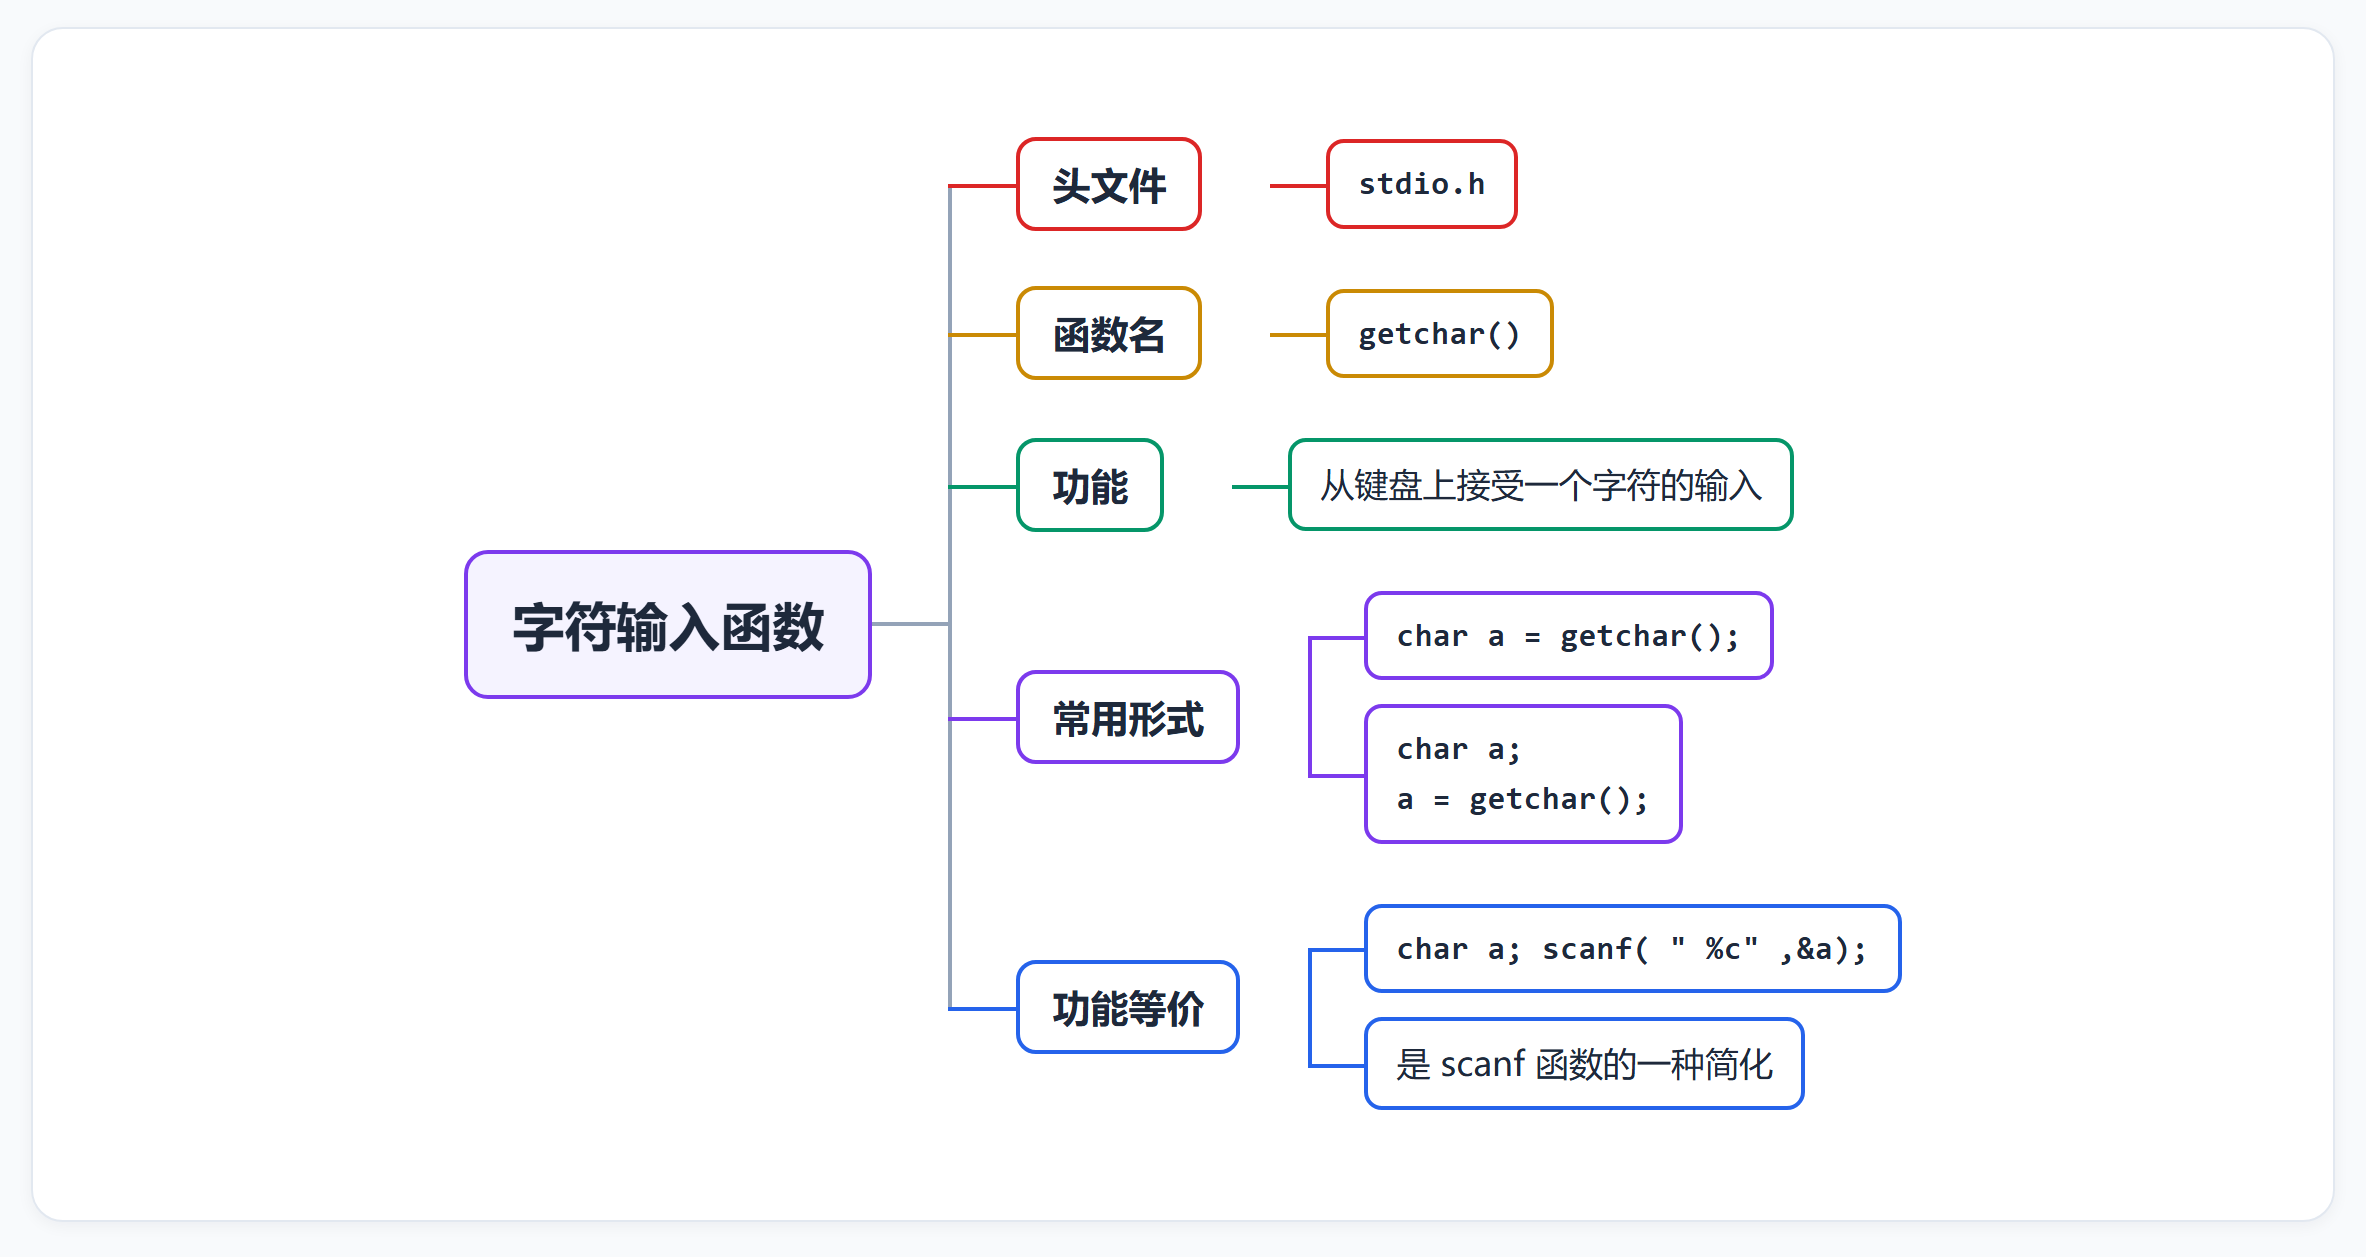 字符输入函数
头文件
stdio.h
函数名
getchar()
功能
从键盘上接受一个字符的输入
常用形式
char a = getchar();
char a;
a = getchar();
功能等价
char a; scanf( " %c" ,&a);
是 scanf 函数的一种简化